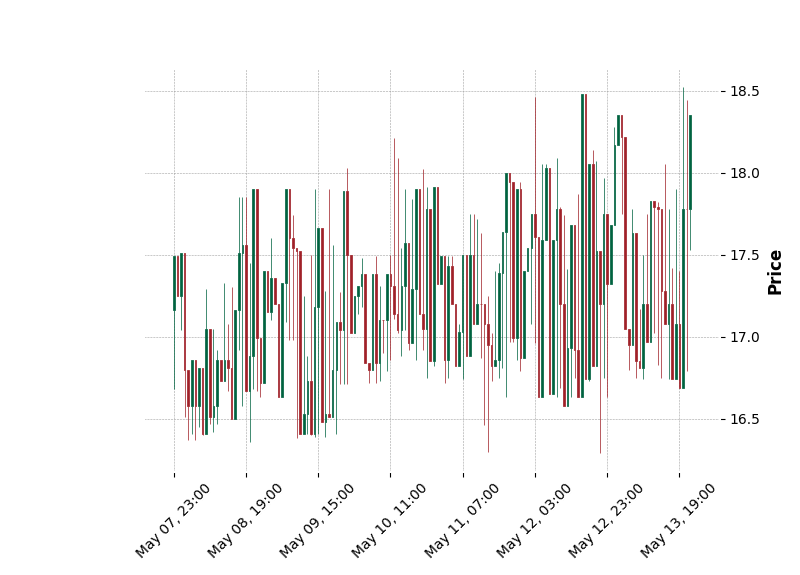 18.5
18.0
17.5
17.0
16.5
Price
May 07, 23:00
May 08, 19:00
May 09, 15:00
May 10, 11:00
May 11, 07:00
May 12, 03:00
May 12, 23:00
May 13, 19:00